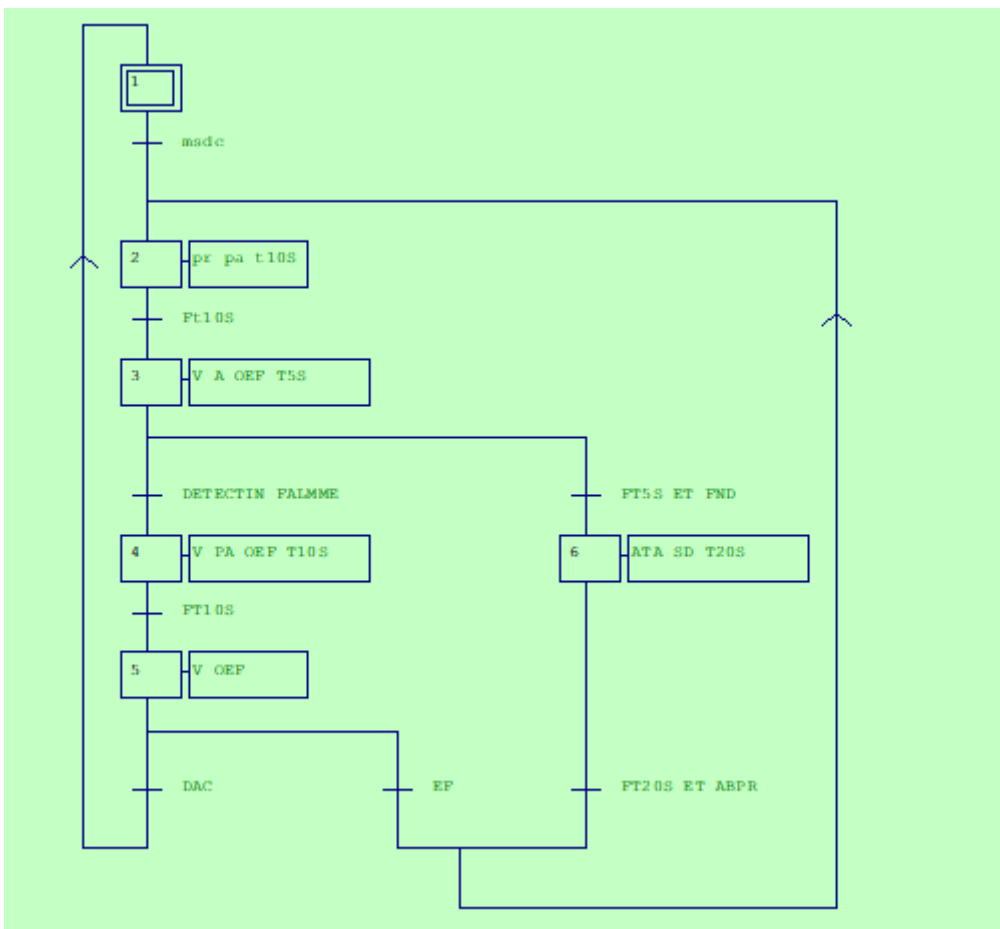 1
msdc
2 pr pa t10S
Ft10S
3 V A OEF T5S
DETECTIN FALMME FT5S ET FND
4 V PA OEF T10S 6 ATA SD T20S
FT10S
5 V OEF
DAC EF FT20S ET ABPR